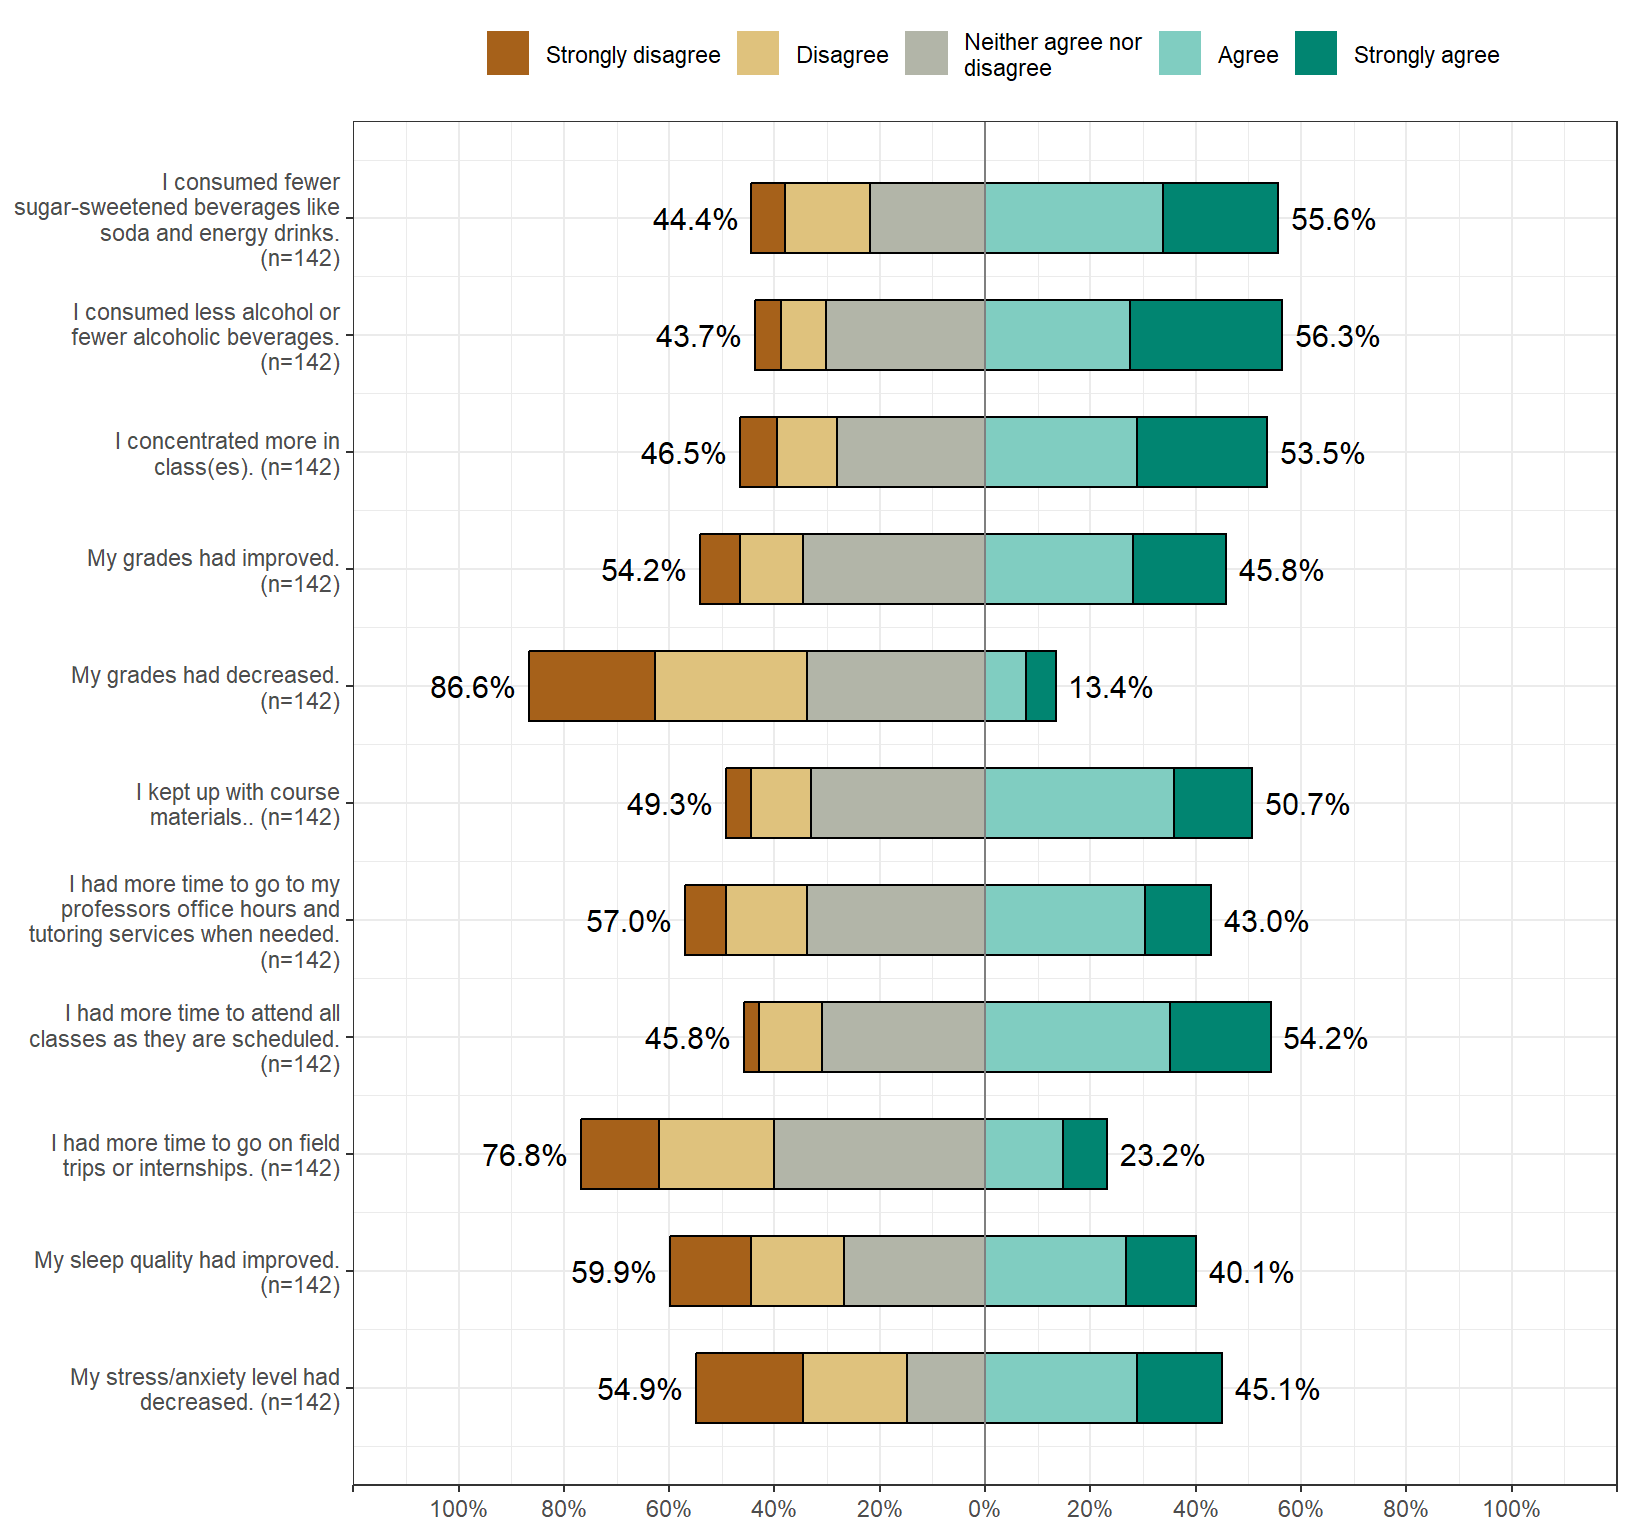 Strongly disagree
Disagree
Neither agree nor
disagree
Agree
Strongly agree
I consumed fewer
sugar-sweetened beverages like
soda and energy drinks.
(n=142)
44.4%
55.6%
I consumed less alcohol or
fewer alcoholic beverages.
(n=142)
43.7%
56.3%
I concentrated more in
class(es). (n=142)
46.5%
53.5%
My grades had improved.
(n=142)
54.2%
45.8%
My grades had decreased.
(n=142)
86.6%
13.4%
I kept up with course
materials.. (n=142)
49.3%
50.7%
I had more time to go to my
professors office hours and
tutoring services when needed.
(n=142)
57.0%
43.0%
I had more time to attend all
classes as they are scheduled.
(n=142)
45.8%
54.2%
I had more time to go on field
trips or internships. (n=142)
76.8%
23.2%
My sleep quality had improved.
(n=142)
59.9%
40.1%
My stress/anxiety level had
decreased. (n=142)
54.9%
45.1%
100% 80% 60% 40% 20% 0% 20% 40% 60% 80% 100%